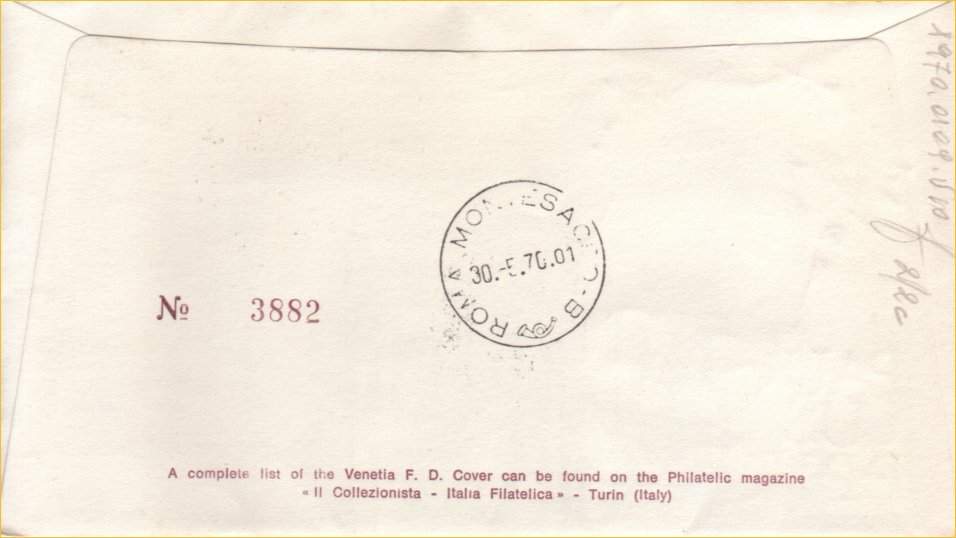 ROMA MONTESACRO-B
30.-5.70.01
№ 3882
A complete list of the Venetia F. D. Cover can be found on the Philatelic magazine
« Il Collezionista - Italia Filatelica » - Turin (Italy)